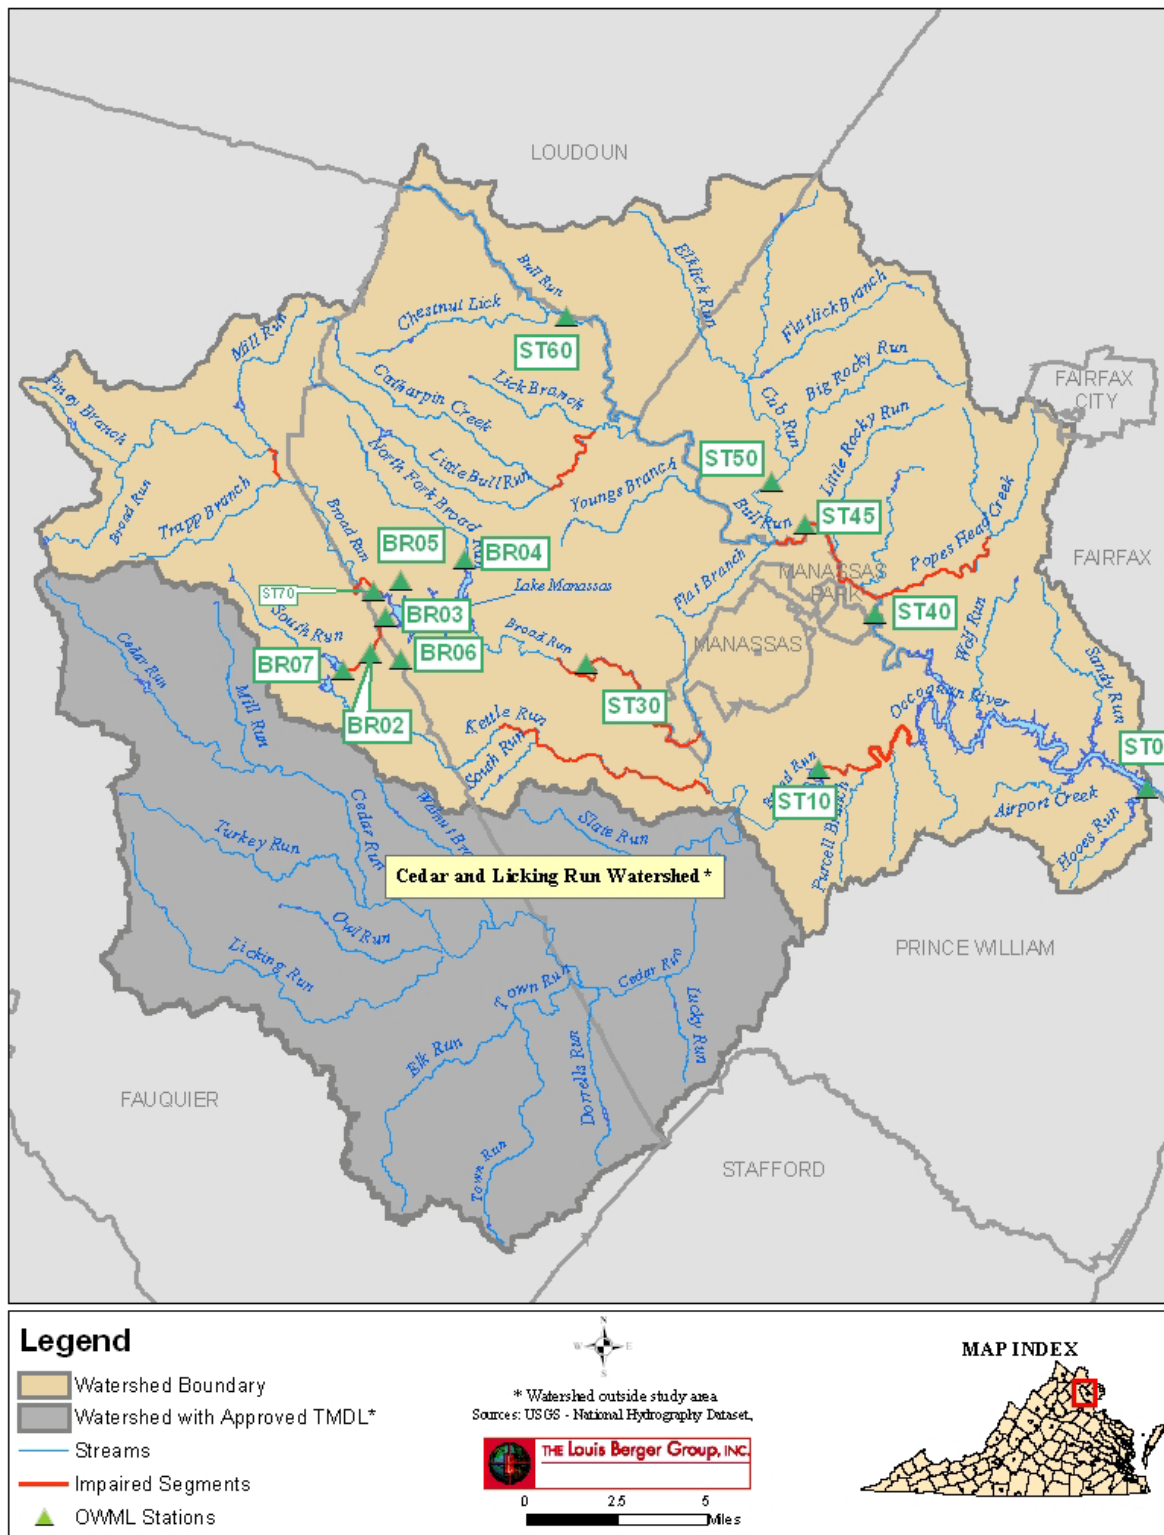 LOUDOUN
Bull Run
Elklick Run
Flatlick Branch
Chestnut Lick
Mill Run
ST60
Big Rocky Run
FAIRFAX
CITY
Piney Branch
Catharpin Creek
Lick Branch
Cub Run
Little Rocky Run
North Fork Broad Run
Little Bull Run
ST50
Youngs Branch
Broad Run
Trapp Branch
Broad Run
Bull Run
ST45
Popes Head Creek
BR05
BR04
FAIRFAX
Flat Branch
MANASSAS
PARK
ST70
Lake Manassas
BR03
ST40
South Run
Broad Run
MANASSAS
Wolf Run
Cedar Run
BR07
BR06
Sandy Run
Mill Run
BR02
ST30
Occoquan River
Kettle Run
South Run
ST0
Broad Run
ST10
Airport Creek
Hooes Run
Purcell Branch
Cedar Run
Walnut Br
Slate Run
Turkey Run
Cedar and Licking Run Watershed *
Owl Run
Licking Run
PRINCE WILLIAM
Town Run
Cedar Run
Lucky Run
Elk Run
Dorrells Run
FAUQUIER
Town Run
STAFFORD
Legend
Watershed Boundary
Watershed with Approved TMDL*
Streams
Impaired Segments
OWML Stations
N
W
E
S
* Watershed outside study area
Sources: USGS - National Hydrography Dataset,
THE Louis Berger Group, INC.
0 2.5 5
Miles
MAP INDEX